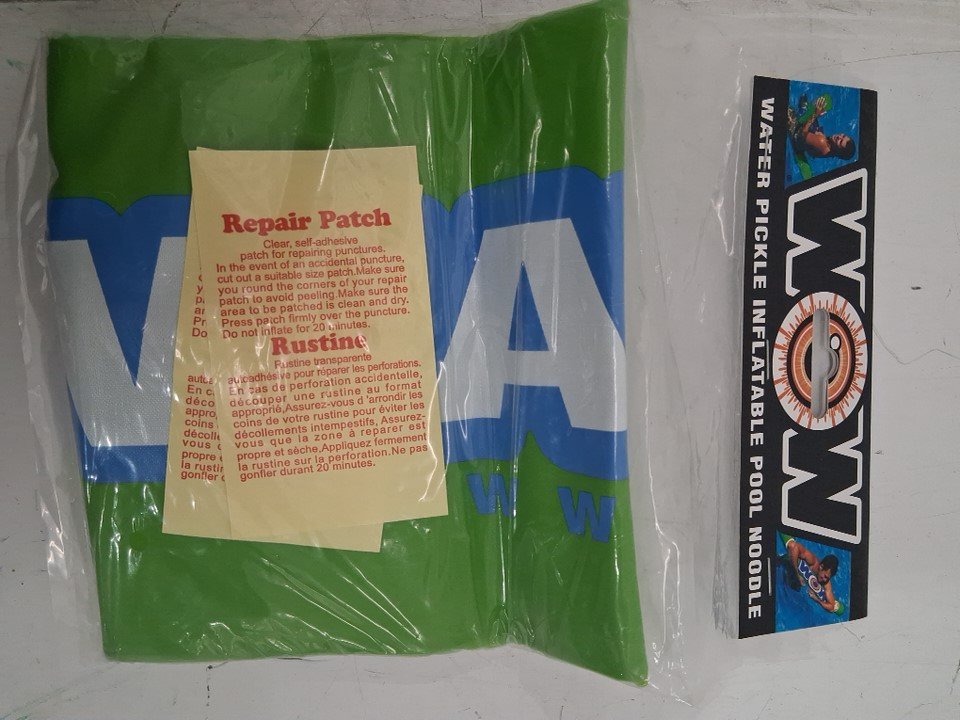 Repair Patch
Clear, self-adhesive
patch for repairing punctures.
In the event of an accidental puncture,
cut out a suitable size patch.Make sure
you round the corners of your repair
patch to avoid peeling.Make sure the
area to be patched is clean and dry.
Press patch firmly over the puncture.
Do not inflate for 20 minutes.
Rustine
Rustine transparente
autoadhésive pour réparer les perforations.
En cas de perforation accidentelle,
découper une rustine au format
approprié,Assurez-vous d'arrondir les
coins de votre rustine pour éviter les
décollements intempestifs, Assurez-
vous que la zone à reparer est
propre et sèche,Appliquez fermement
la rustine sur la perforation.Ne pas
gonfler durant 20 minutes.
A
W W
WOW
WATER PICKLE INFLATABLE POOL NOODLE